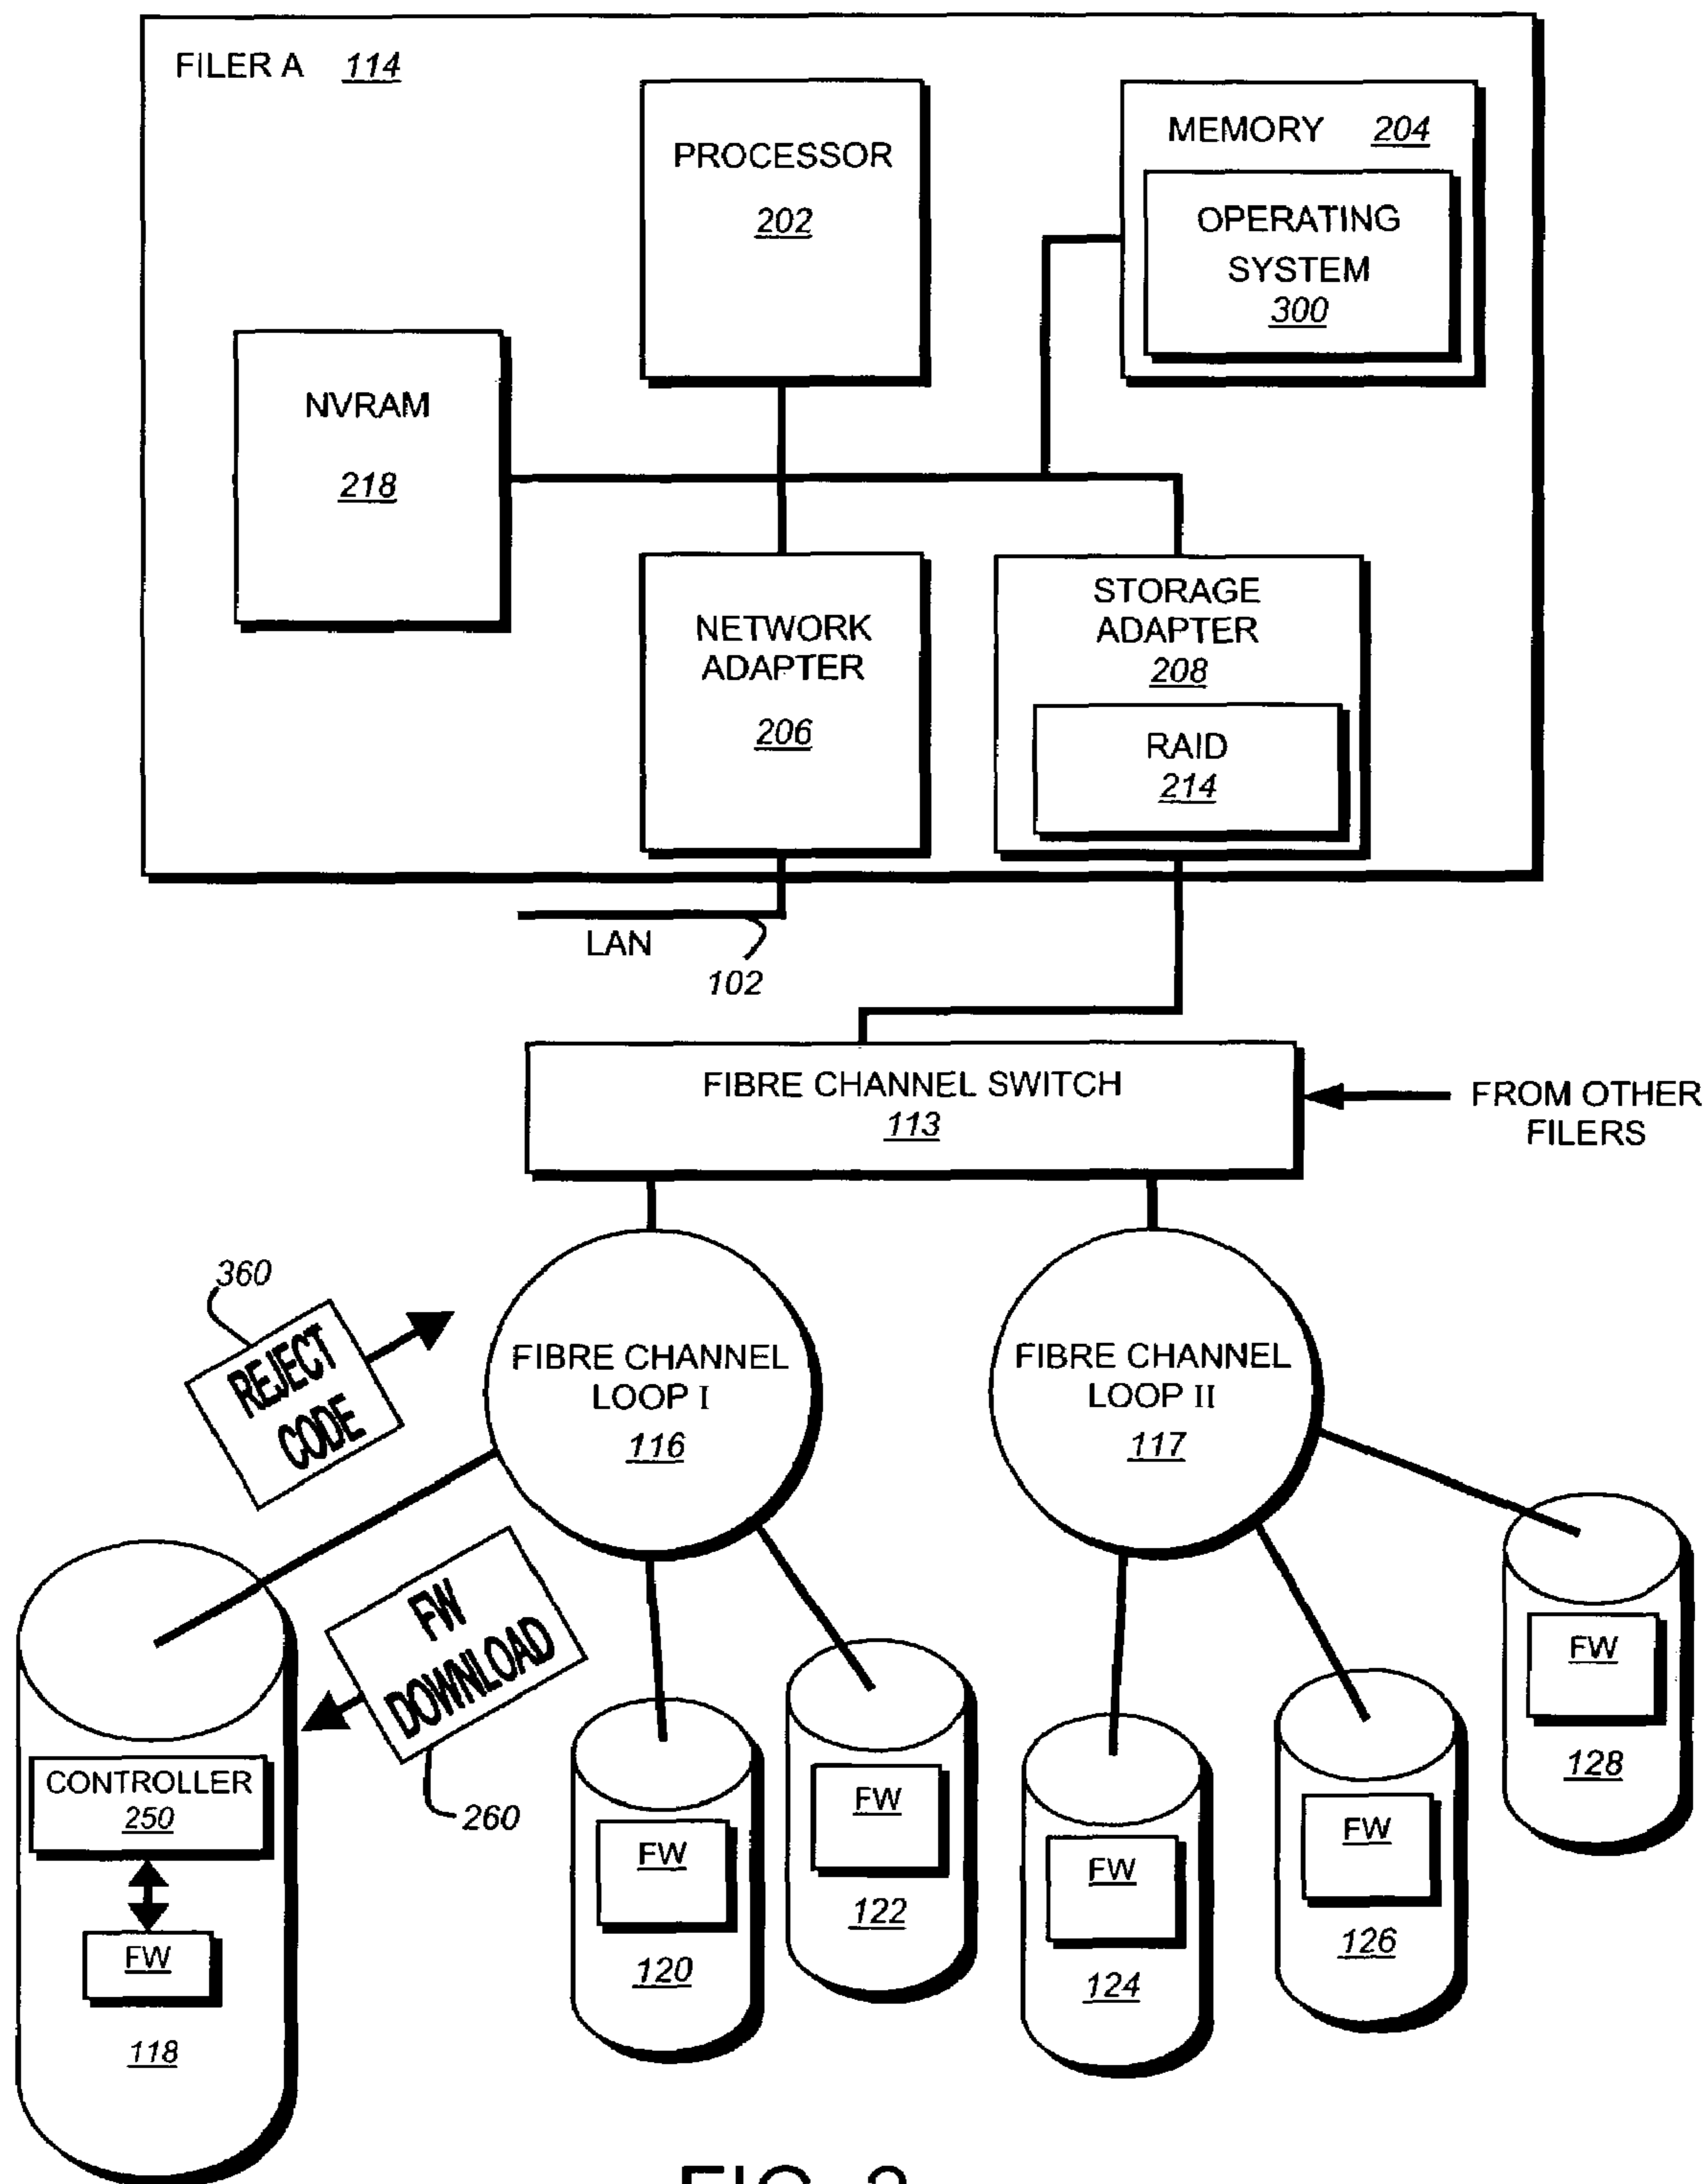 FILER A 114
PROCESSOR
202
MEMORY 204
OPERATING
SYSTEM
300
NVRAM
218
NETWORK
ADAPTER
206
STORAGE
ADAPTER
208
RAID
214
LAN
102
FIBRE CHANNEL SWITCH
113
FROM OTHER
FILERS
360
REJECT
CODE
FIBRE CHANNEL
LOOP I
116
FIBRE CHANNEL
LOOP II
117
FW
DOWNLOAD
260
CONTROLLER
250
FW
118
FW
120
FW
122
FW
124
FW
126
FW
128